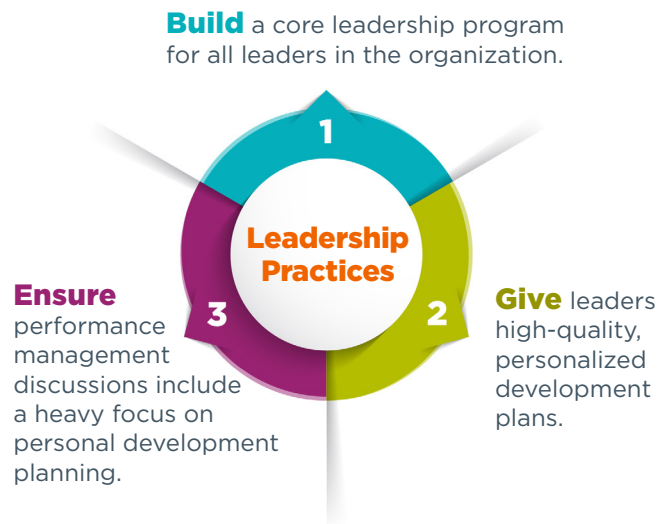 Build a core leadership program
for all leaders in the organization.
1
Leadership
Practices
2
Give leaders
high-quality,
personalized
development
plans.
3
Ensure
performance
management
discussions include
a heavy focus on
personal development
planning.